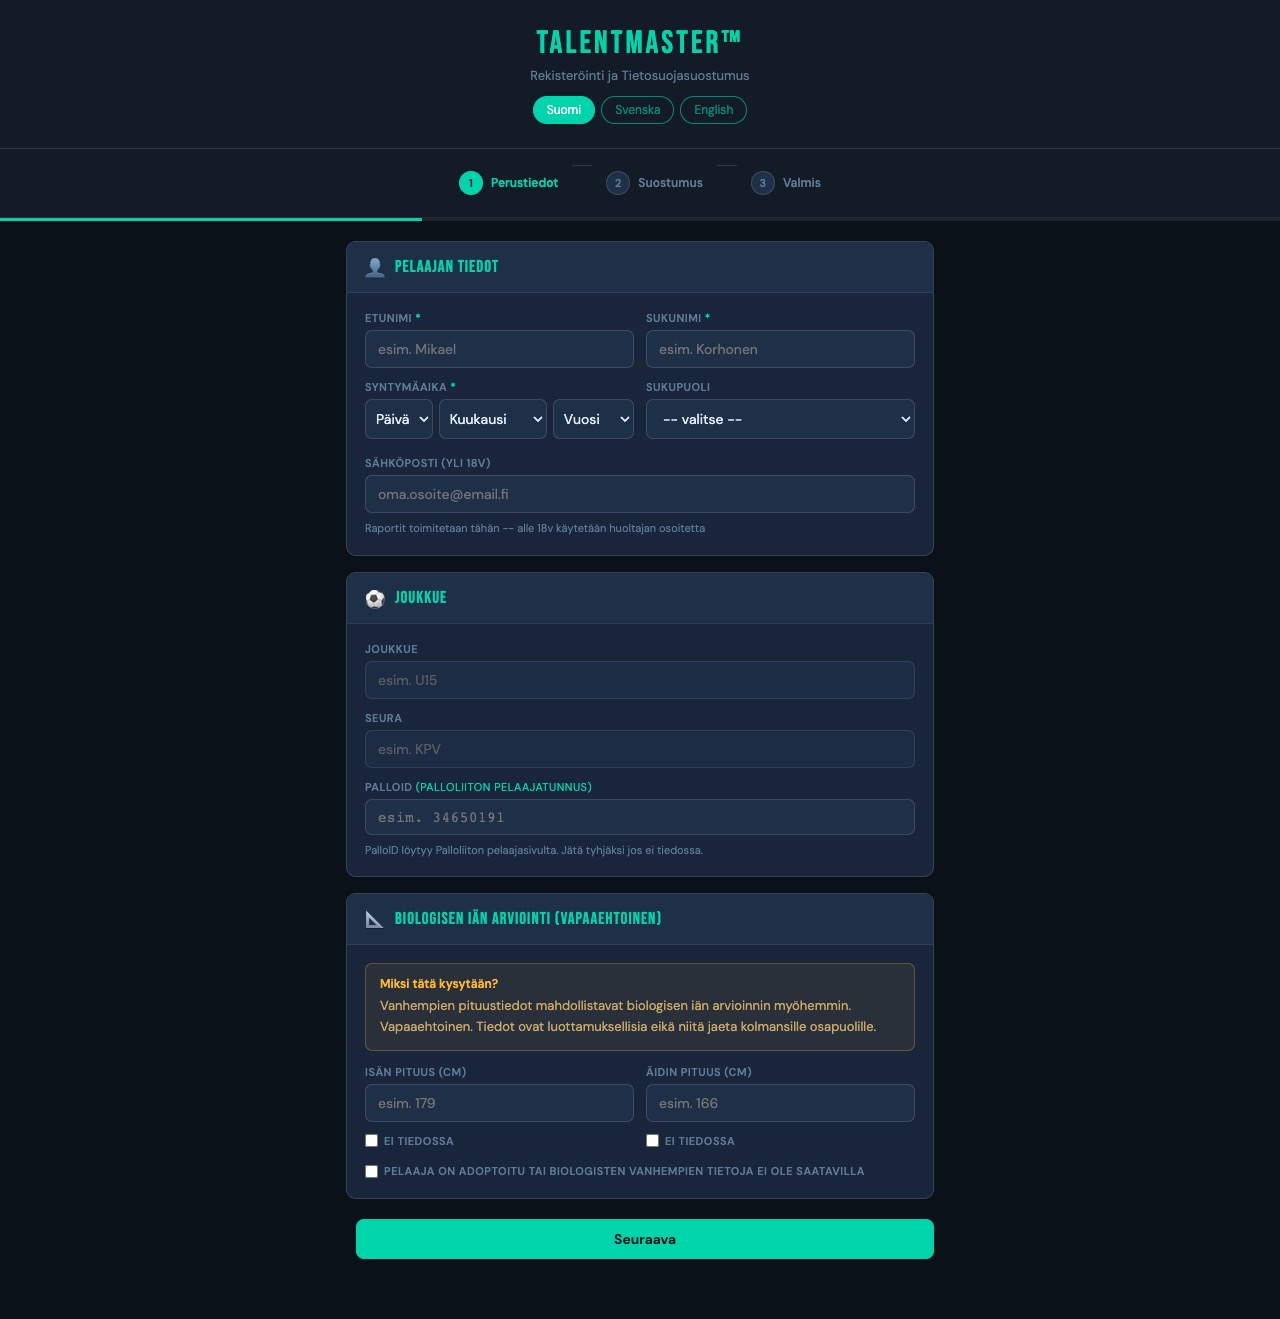 TALENTMASTER™
Rekisteröinti ja Tietosuojasuostumus
Suomi Svenska English
1 Perustiedot 2 Suostumus 3 Valmis
PELAAJAN TIEDOT
ETUNIMI * SUKUNIMI *
esim. Mikael esim. Korhonen
SYNTYMÄAIKA * SUKUPUOLI
Päivä Kuukausi Vuosi -- valitse --
SÄHKÖPOSTI (YLI 18V)
oma.osoite@email.fi
Raportit toimitetaan tähän -- alle 18v käytetään huoltajan osoitetta
JOUKKUE
JOUKKUE
esim. U15
SEURA
esim. KPV
PALLOID (PALLOLIITON PELAAJATUNNUS)
esim. 34650191
PalloID löytyy Palloliiton pelaajasivulta. Jätä tyhjäksi jos ei tiedossa.
BIOLOGISEN IÄN ARVIOINTI (VAPAAEHTOINEN)
Miksi tätä kysytään?
Vanhempien pituustiedot mahdollistavat biologisen iän arvioinnin myöhemmin.
Vapaaehtoinen. Tiedot ovat luottamuksellisia eikä niitä jaeta kolmansille osapuolille.
ISÄN PITUUS (CM) ÄIDIN PITUUS (CM)
esim. 179 esim. 166
EI TIEDOSSA EI TIEDOSSA
PELAAJA ON ADOPTOITU TAI BIOLOGISTEN VANHEMPIEN TIETOJA EI OLE SAATAVILLA
Seuraava